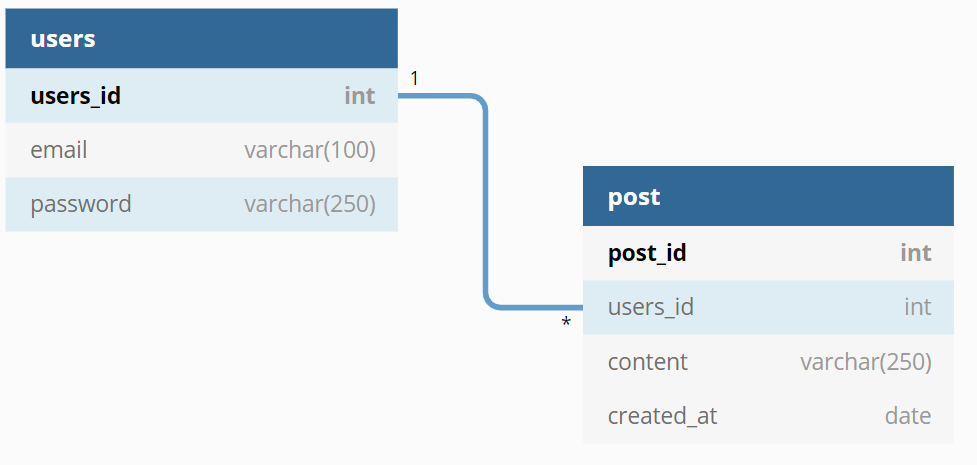 users
users_id int
email varchar(100)
password varchar(250)
1
*
post
post_id int
users_id int
content varchar(250)
created_at date